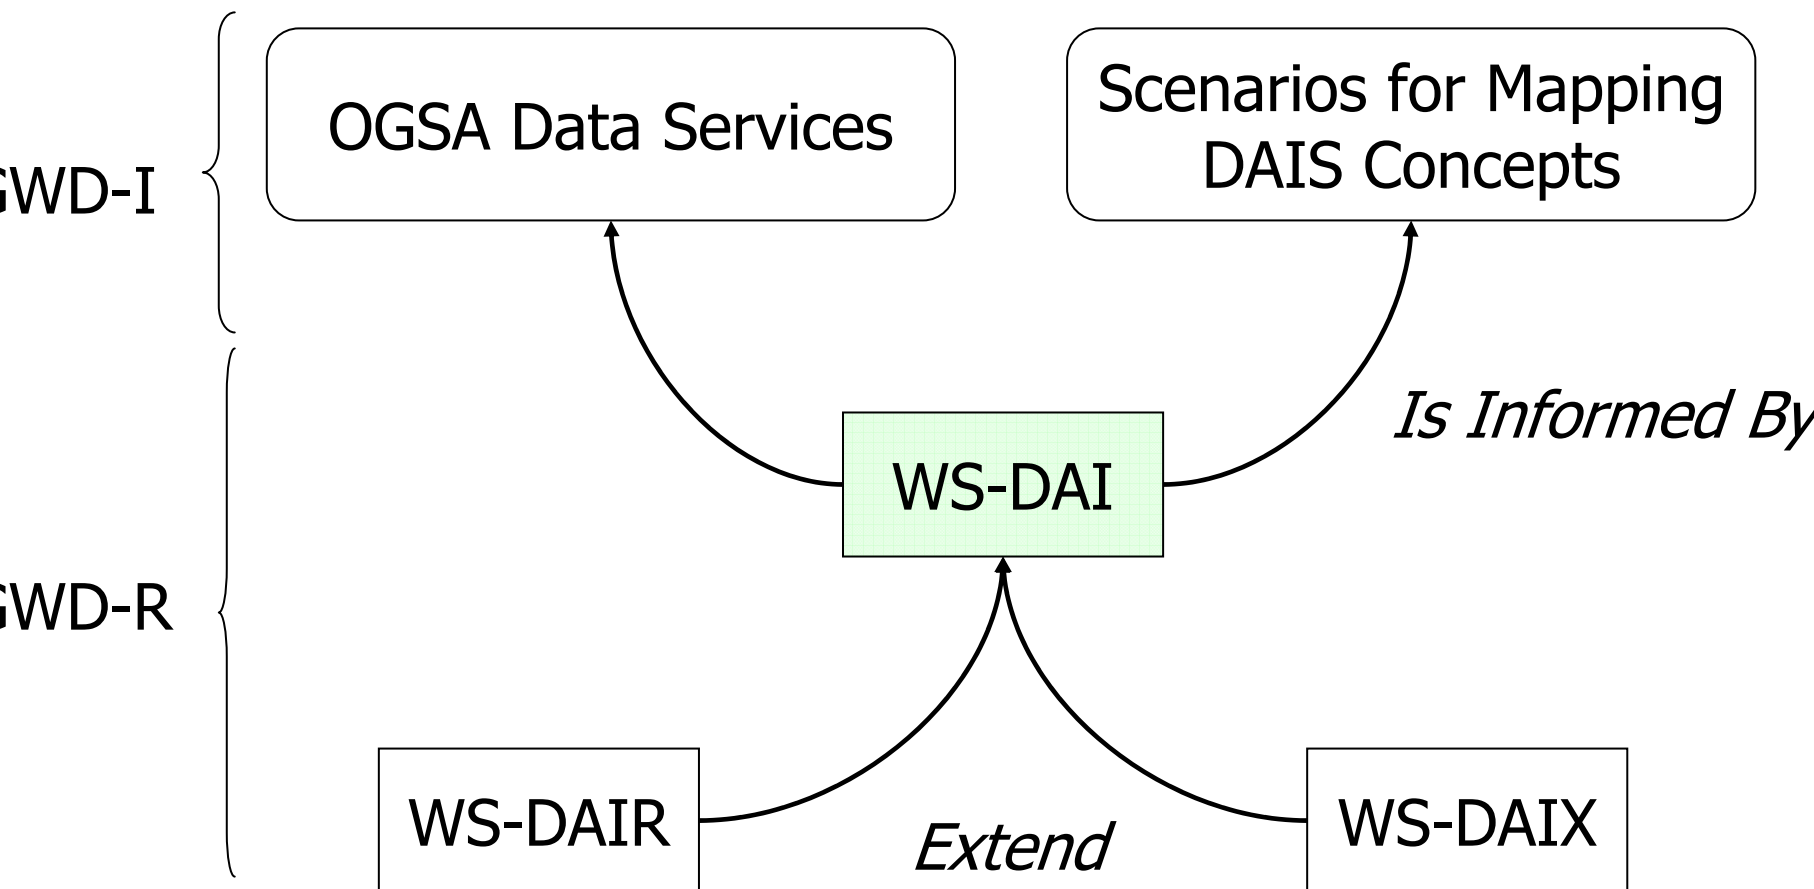 OGSA Data Services
Scenarios for Mapping
DAIS Concepts
GWD-I
Is Informed By
WS-DAI
GWD-R
WS-DAIR
Extend
WS-DAIX